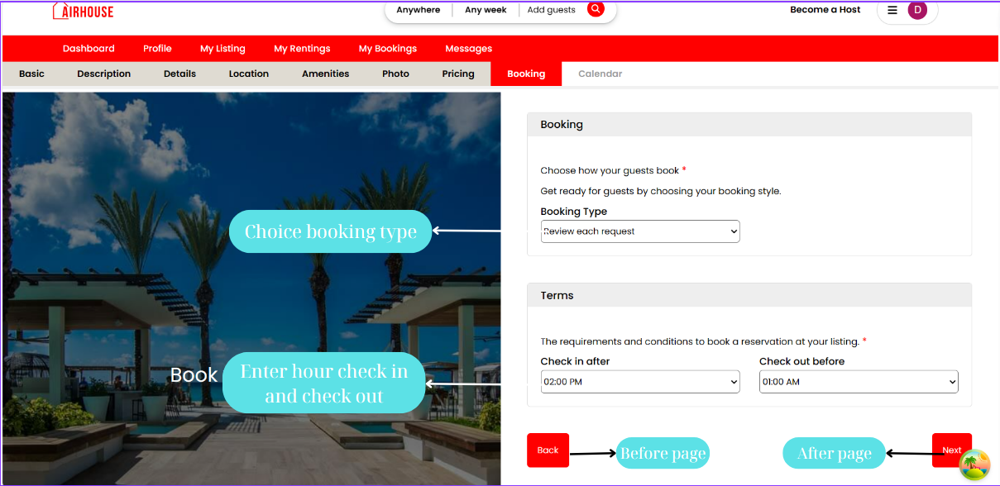 AIRHOUSE
Anywhere Any week Add guests
Become a Host
D
Dashboard Profile My Listing My Rentings My Bookings Messages
Basic Description Details Location Amenities Photo Pricing Booking Calendar
Booking
Choose how your guests book *
Get ready for guests by choosing your booking style.
Booking Type
Review each request
Choice booking type
Terms
The requirements and conditions to book a reservation at your listing. *
Check in after Check out before
02:00 PM 01:00 AM
Book
Enter hour check in
and check out
Back Before page After page Next